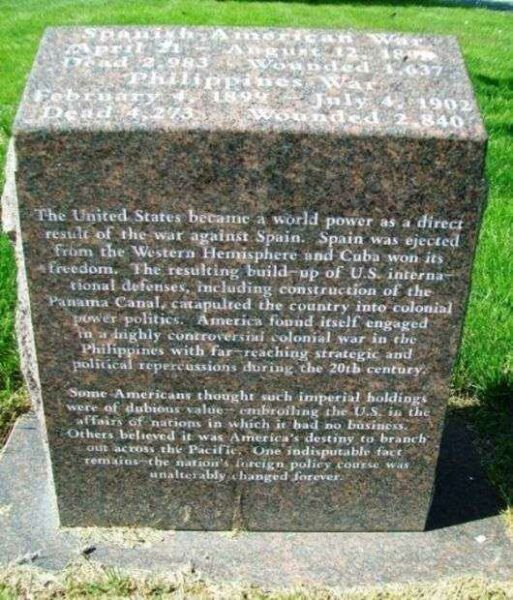 Spanish-American War
April 21 - August 12, 1898
Dead 2,983 Wounded 1,637
Philippines War
February 4, 1899 - July 4, 1902
Dead 4,273 Wounded 2,840
The United States became a world power as a direct
result of the war against Spain. Spain was ejected
from the Western Hemisphere and Cuba won its
freedom. The resulting build-up of U.S. interna-
tional defenses, including construction of the
Panama Canal, catapulted the country into colonial
power politics. America found itself engaged
in a highly controversial colonial war in the
Philippines with far-reaching strategic and
political repercussions during the 20th century.
Some Americans thought such imperial holdings
were of dubious value-embroiling the U.S. in the
affairs of nations in which it had no business.
Others believed it was America's destiny to branch
out across the Pacific. One indisputable fact
remains-the nation's foreign policy course was
unalterably changed forever.